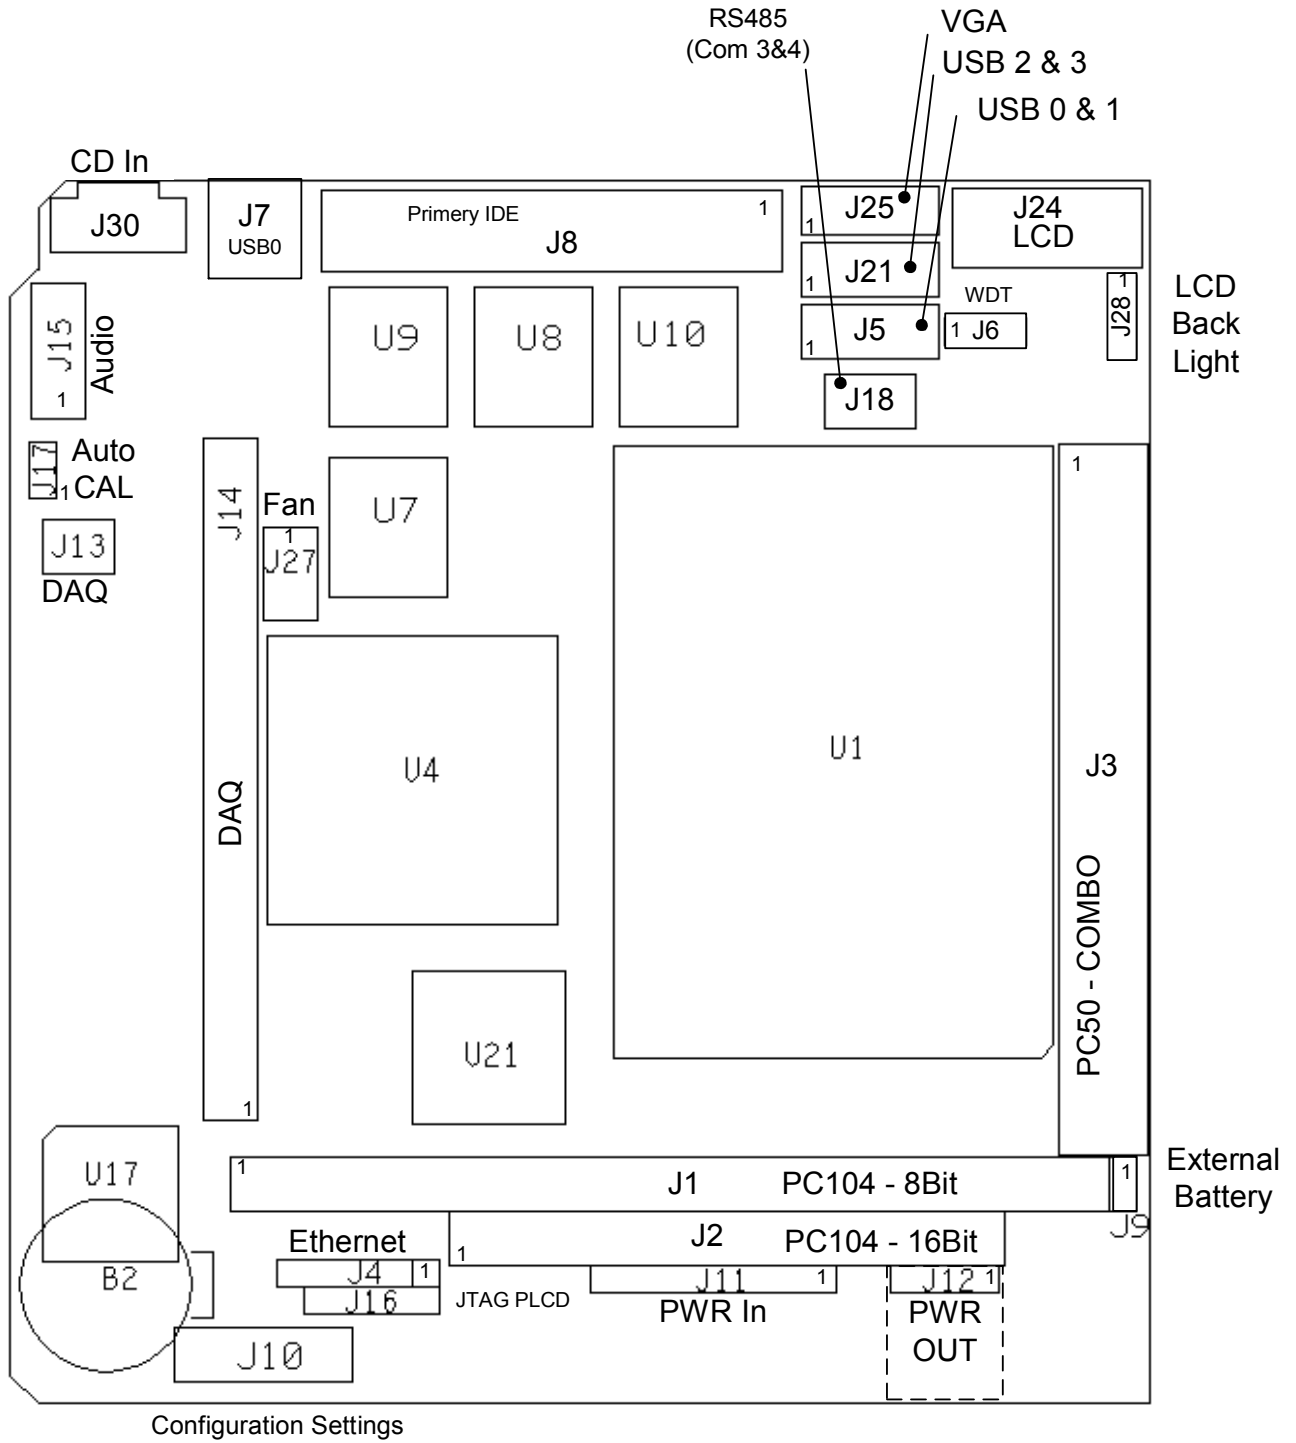 RS485
(Com 3&4)
VGA
USB 2 & 3
USB 0 & 1
CD In
J30
J7
USB0
Primery IDE
1
J8
J25
1
J21
1
J5
1
J24
LCD
WDT
1 J6
1
J28
LCD
Back
Light
J18
J15
1
Audio
U9
U8
U10
J17
1
Auto
CAL
J13
DAQ
J14
DAQ
1
Fan
1
J27
U7
U4
U1
U21
1
J3
PC50 - COMBO
U17
B2
1
J1
PC104 - 8Bit
1
External
Battery
J9
J2
PC104 - 16Bit
1
Ethernet
J4 1
J16
JTAG PLCD
J11 1
PWR In
J12 1
PWR
OUT
J10
Configuration Settings